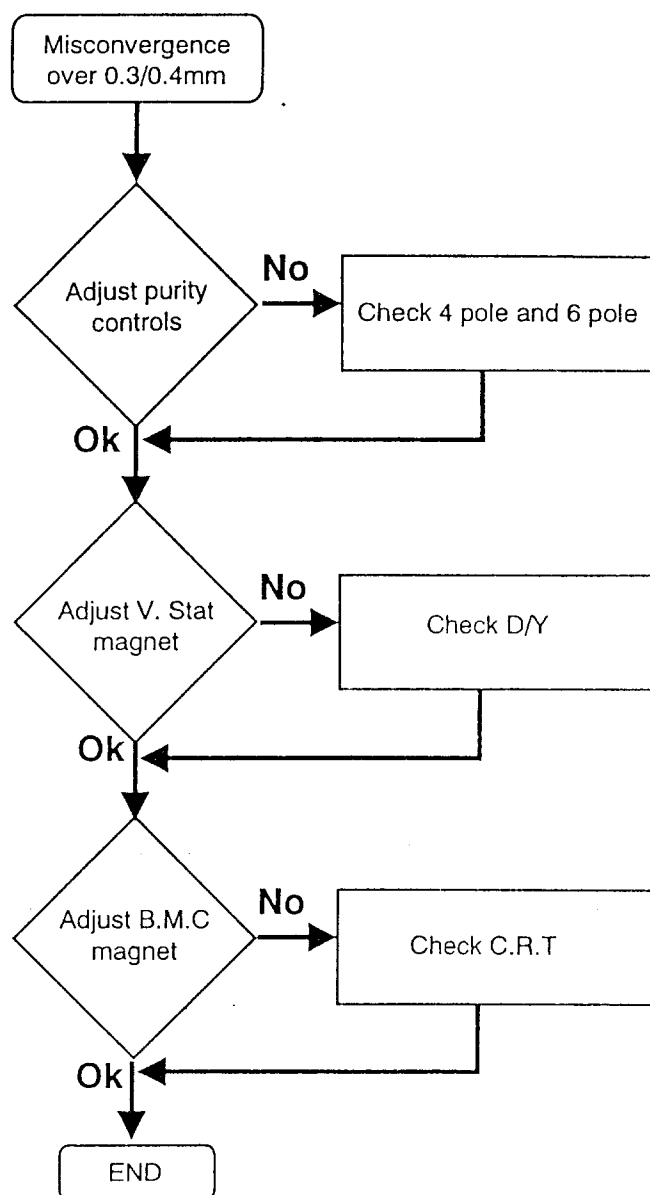 Misconvergence
over 0.3/0.4mm
Adjust purity
controls
No
Check 4 pole and 6 pole
Ok
Adjust V. Stat
magnet
No
Check D/Y
Ok
Adjust B.M.C
magnet
No
Check C.R.T
Ok
END